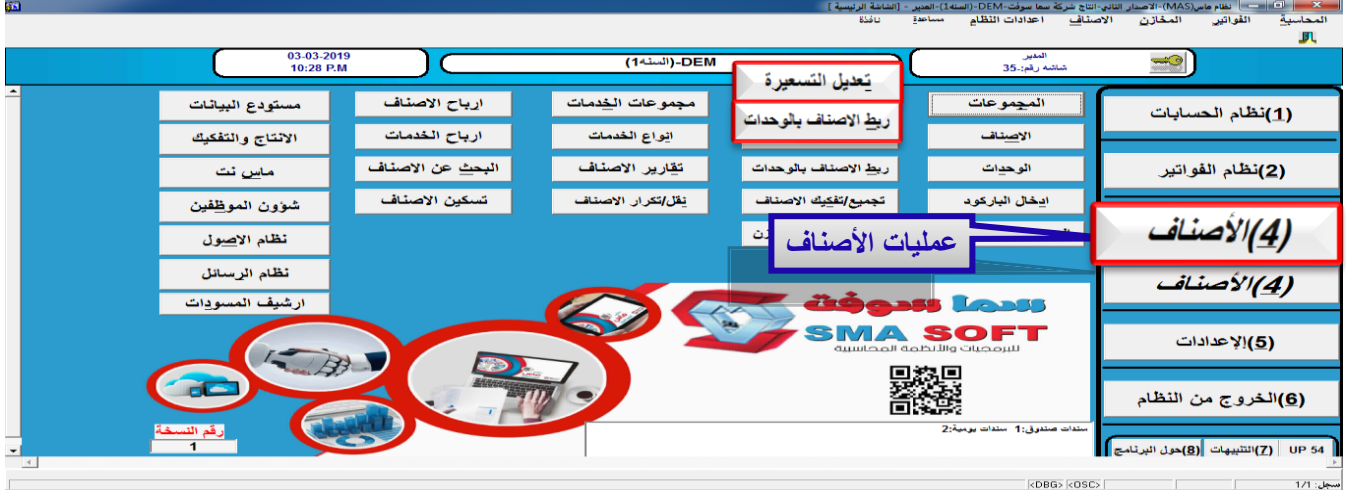 نظام ماس(MAS)-الاصدار الثاني-انتاج شركة سما سوفت-DEM-(السنه1)-المدير - [الشاشة الرئيسية ]
المحاسبة الفواتير المخازن الاصناف اعدادات النظام مساعدة نافذة
المدير
شاشه رقم:-35
DEM-(السنه1)
03-03-2019
10:28 P.M
تعديل التسعيرة
ربط الاصناف بالوحدات
(1)نظام الحسابات
(2)نظام الفواتير
(4)الأصناف
(4)الأصناف
(5)الإعدادات
(6)الخروج من النظام
UP 54 (7)التنبيهات (8)حول البرنامج
عمليات الأصناف
المجموعات مجموعات الخدمات ارباح الاصناف مستودع البيانات
الاصناف انواع الخدمات ارباح الخدمات الانتاج والتفكيك
الوحدات ربط الاصناف بالوحدات تقارير الاصناف البحث عن الاصناف ماس نت
ادخال الباركود تجميع/تفكيك الاصناف نقل/تكرار الاصناف تسكين الاصناف شؤون الموظفين
نظام الاصول
نظام الرسائل
ارشيف المسودات
سما سوفت
SMA SOFT
للبرمجيات والأنظمة المحاسبية
رقم النسخة
1
سندات صندوق:1 سندات يومية:2
سجل: 1/1 <OSC> <DBG>